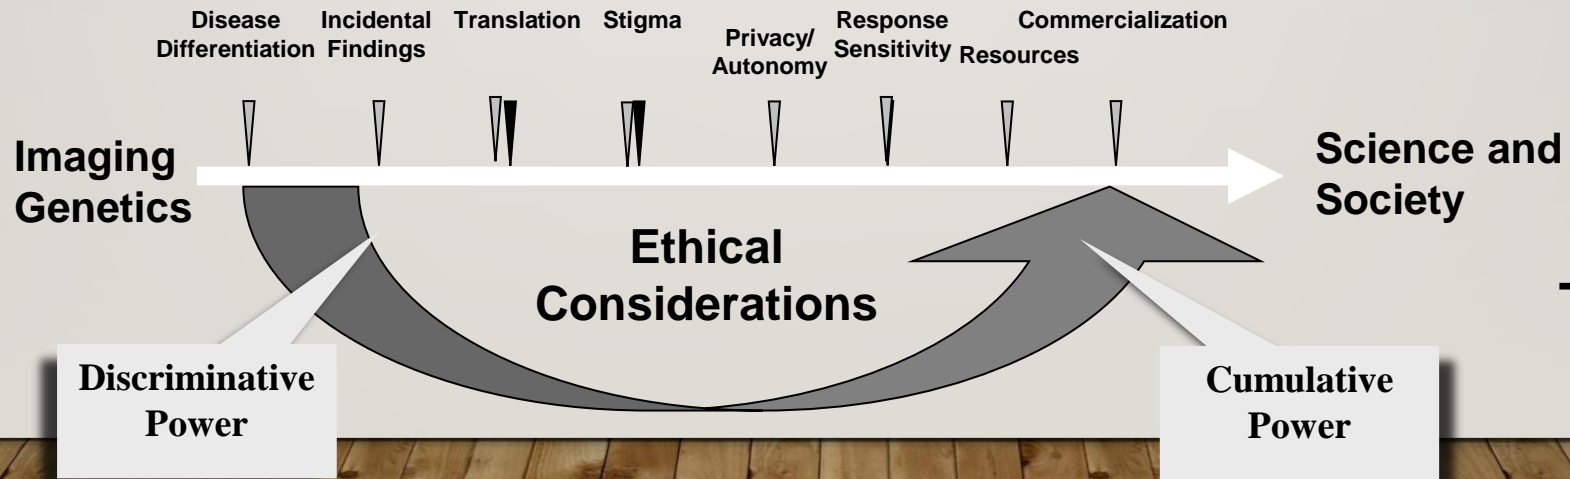 Disease
Differentiation
Incidental
Findings
Translation
Stigma
Privacy/
Autonomy
Response
Sensitivity
Resources
Commercialization
Imaging
Genetics
Science and
Society
Ethical
Considerations
Discriminative
Power
Cumulative
Power